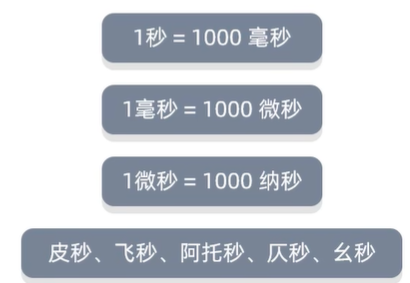 1秒 = 1000 毫秒
1毫秒 = 1000 微秒
1微秒 = 1000 纳秒
皮秒、飞秒、阿托秒、仄秒、幺秒